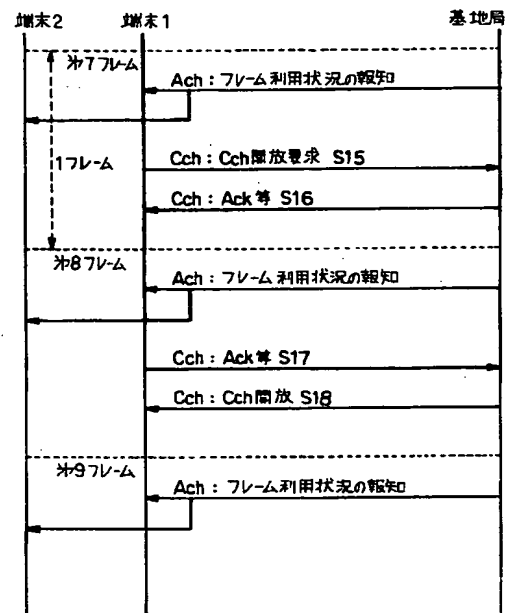 端末2 端末1 基地局
第7フレーム
Ach：フレーム利用状況の報知
1フレーム
Cch：Cch開放要求 S15
Cch：Ack等 S16
第8フレーム
Ach：フレーム利用状況の報知
Cch：Ack等 S17
Cch：Cch開放 S18
第9フレーム
Ach：フレーム利用状況の報知